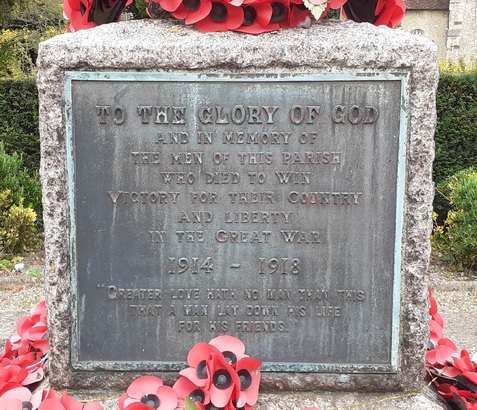 TO THE GLORY OF GOD
AND IN MEMORY OF
THE MEN OF THIS PARISH
WHO DIED TO WIN
VICTORY FOR THEIR COUNTRY
AND LIBERTY
IN THE GREAT WAR
1914 - 1918
"GREATER LOVE HATH NO MAN THAN THIS
THAT A MAN LAY DOWN HIS LIFE
FOR HIS FRIENDS."